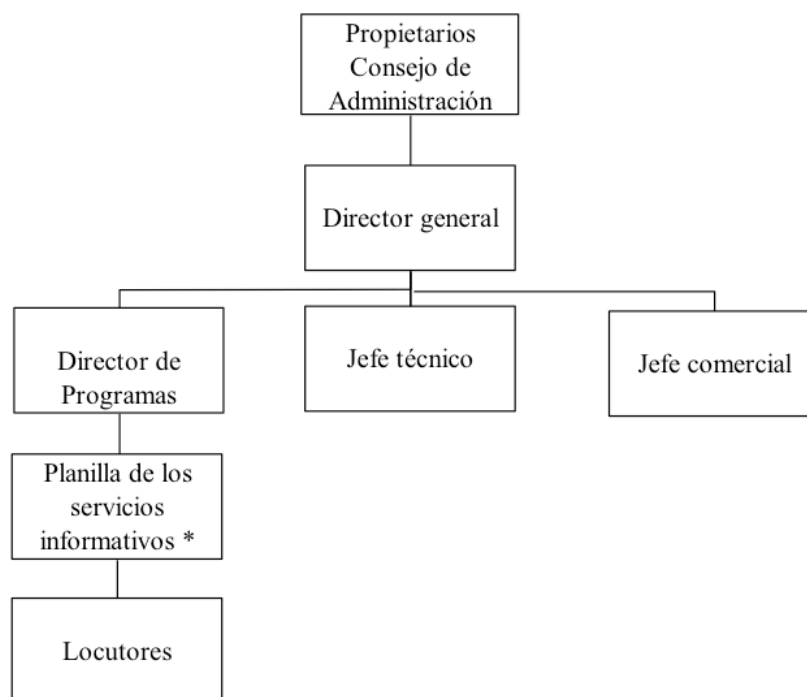 Propietarios
Consejo de
Administración
Director general
Director de
Programas
Jefe técnico
Jefe comercial
Planilla de los
servicios
informativos *
Locutores